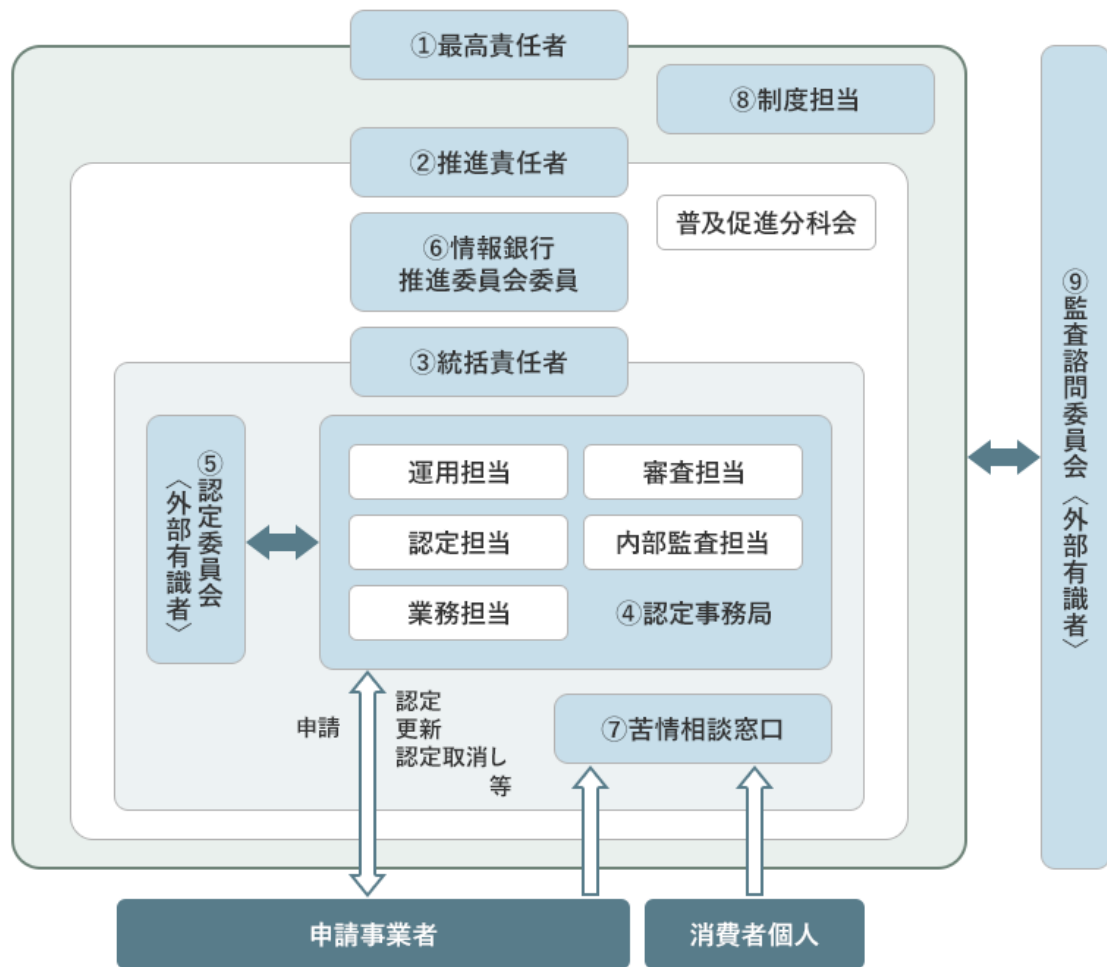 ①最高責任者
⑧制度担当
②推進責任者
普及促進分科会
⑥情報銀行
推進委員会委員
③統括責任者
⑤認定委員会
〈外部有識者〉
運用担当
審査担当
認定担当
内部監査担当
業務担当
④認定事務局
申請
認定
更新
認定取消し
等
⑦苦情相談窓口
⑨監査諮問委員会〈外部有識者〉
申請事業者
消費者個人